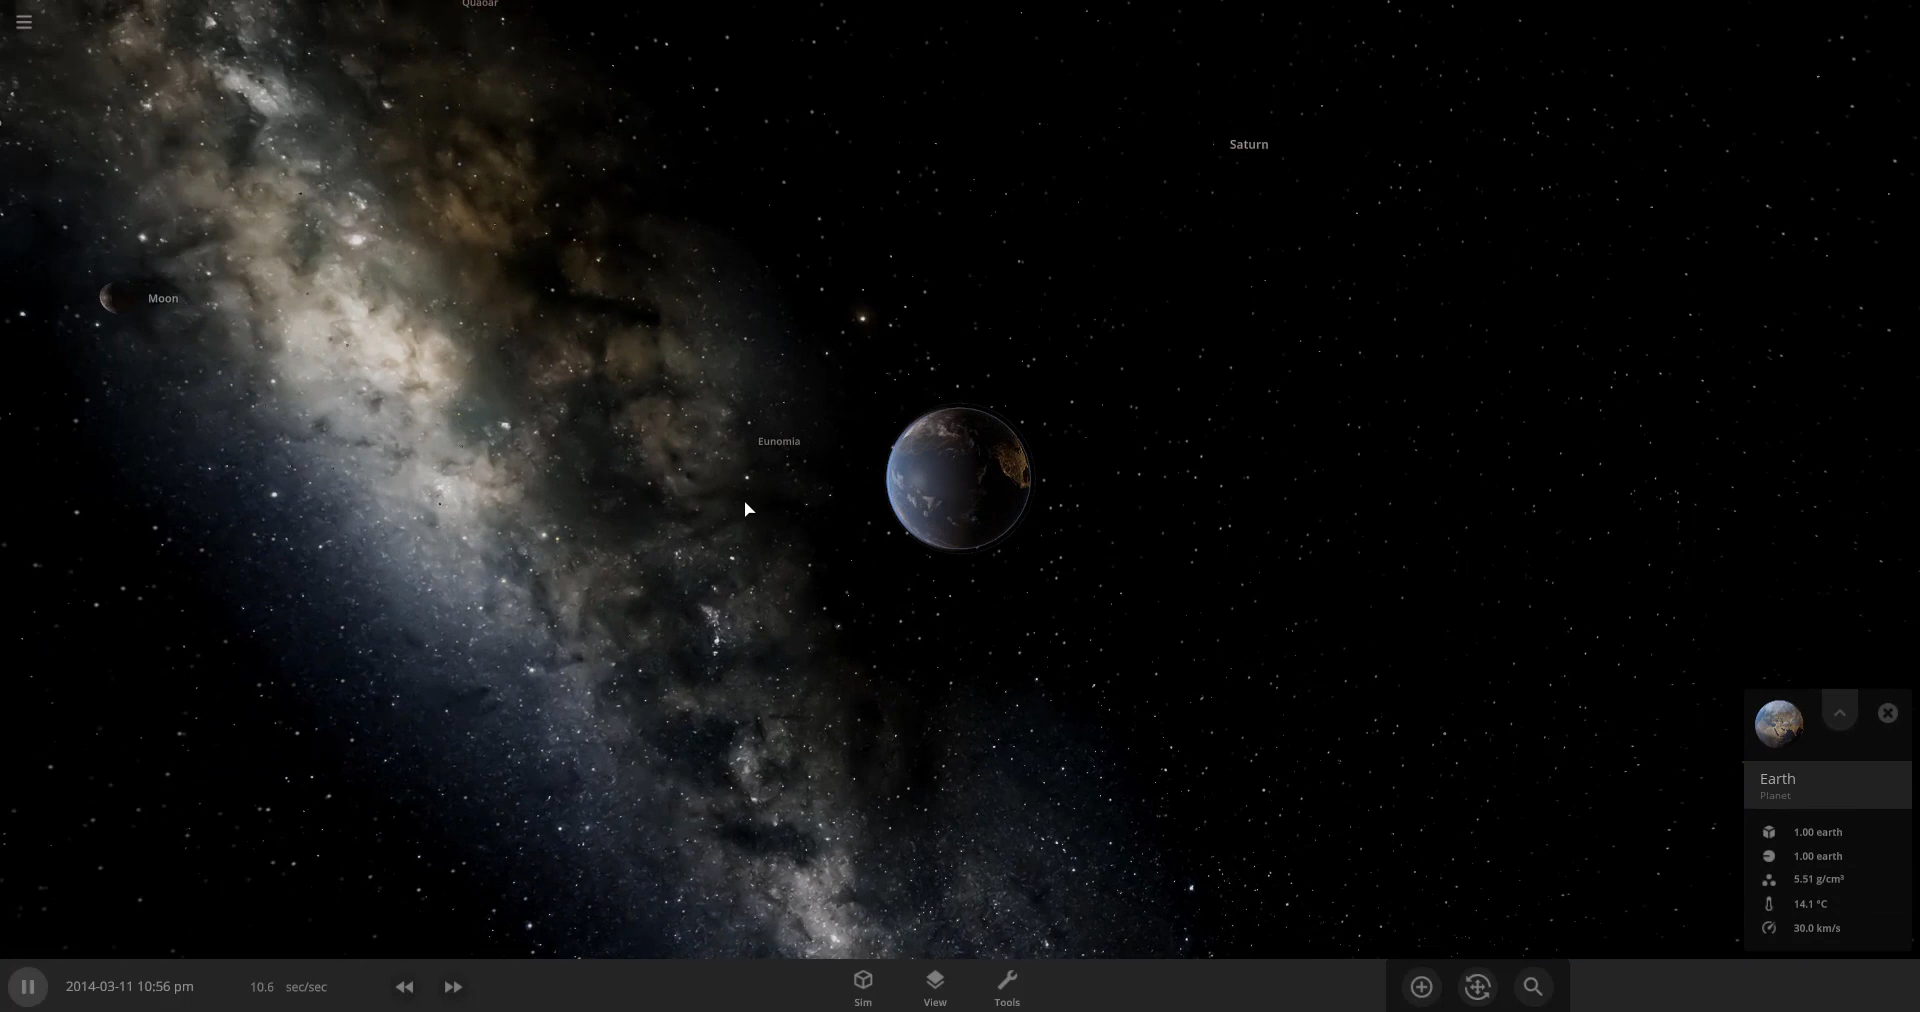 Quaoar
Saturn
Moon
Eunomia
Earth
Planet
1.00 earth
1.00 earth
5.51 g/cm³
14.1 °C
30.0 km/s
2014-03-11 10:56 pm
10.6 sec/sec
Sim
View
Tools